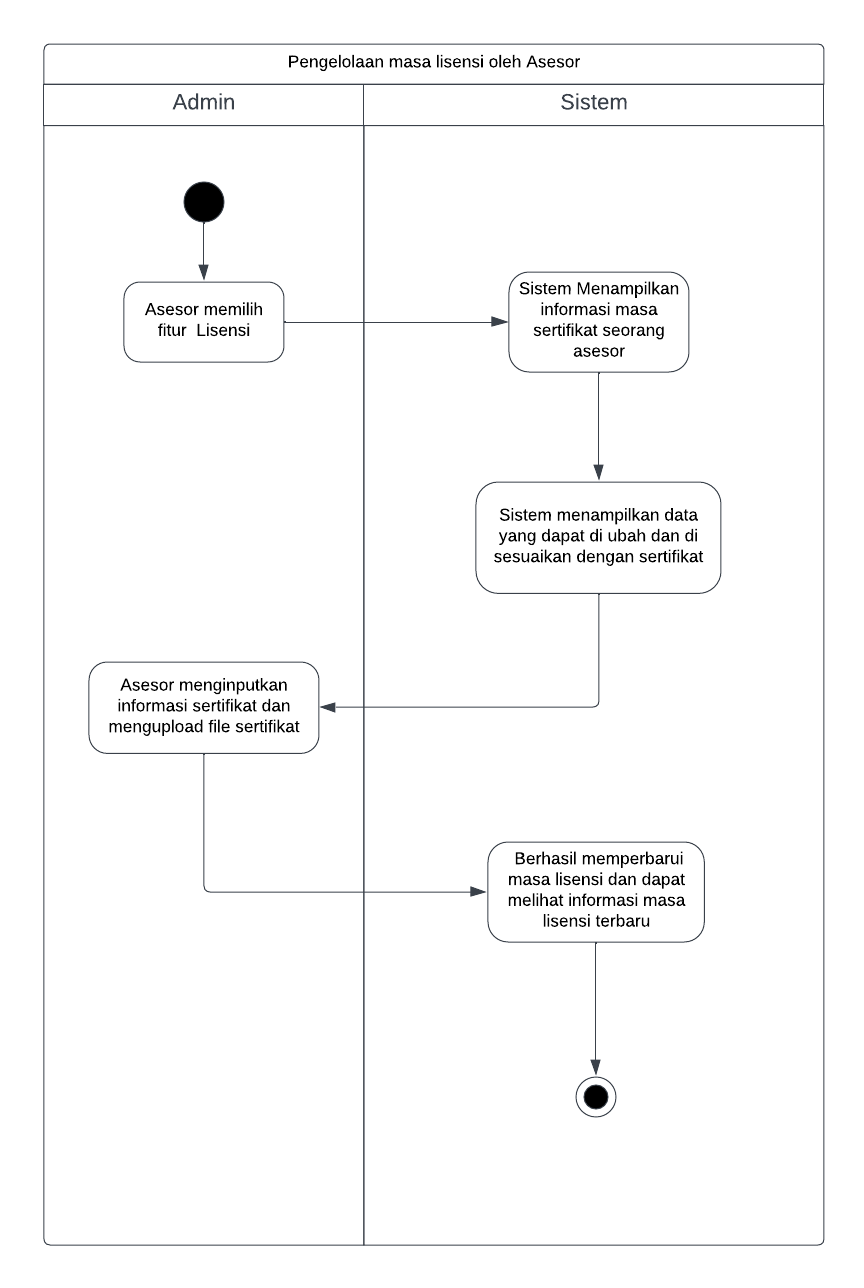 Pengelolaan masa lisensi oleh Asesor
Admin
Sistem
Asesor memilih
fitur  Lisensi
Sistem Menampilkan
informasi masa
sertifikat seorang
asesor
Sistem menampilkan data
yang dapat di ubah dan di
sesuaikan dengan sertifikat
Asesor menginputkan
informasi sertifikat dan
mengupload file sertifikat
Berhasil memperbarui
masa lisensi dan dapat
melihat informasi masa
lisensi terbaru